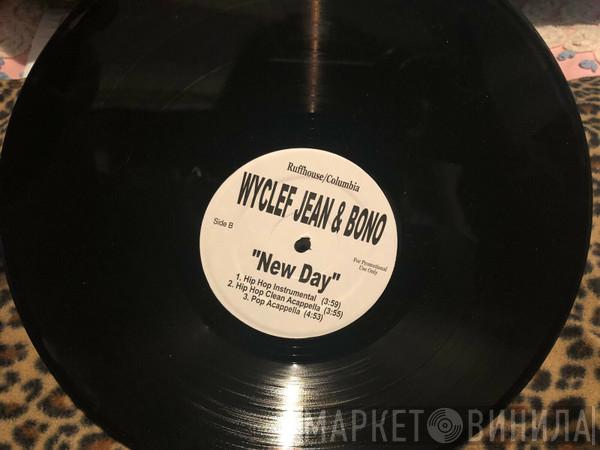 Ruffhouse/Columbia
WYCLEF JEAN & BONO
Side B
For Promotional
Use Only
"New Day"
1. Hip Hop Instrumental (3:59)
2. Hip Hop Clean Acappella (3:55)
3. Pop Acappella (4:53)
МАРКЕТ ВИНИЛА